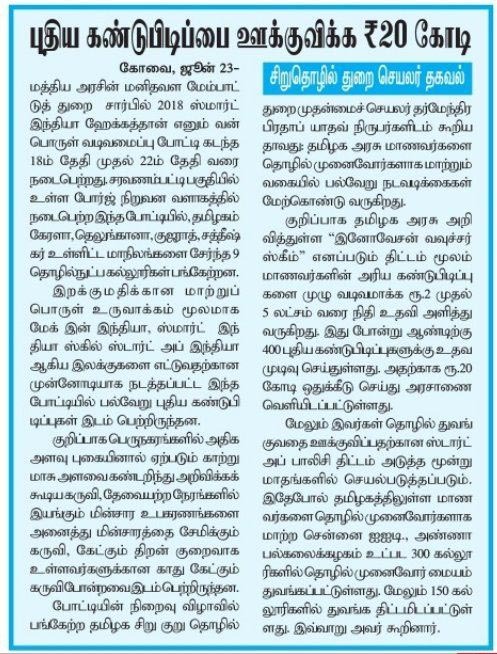 புதிய கண்டுபிடிப்பை ஊக்குவிக்க ₹20 கோடி
கோவை, ஜூன் 23-
மத்திய அரசின் மனிதவள மேம்பாட்
டுத் துறை சார்பில் 2018 ஸ்மார்ட்
இந்தியா ஹேக்கத்தான் எனும் வன்
பொருள் வடிவமைப்பு போட்டி கடந்த
18ம் தேதி முதல் 22ம் தேதி வரை
நடைபெற்றது. சரவணம்பட்டி பகுதியில்
உள்ள போர்ஜ் நிறுவன வளாகத்தில்
நடைபெற்ற இந்த போட்டியில், தமிழகம்
கேரளா, தெலுங்கானா, குஜராத், சத்தீஷ்
கர் உள்ளிட்ட மாநிலங்களை சேர்ந்த 9
தொழில்நுட்ப கல்லூரிகள் பங்கேற்றன.
இறக்குமதிக்கான மாற்றுப்
பொருள் உருவாக்கம் மூலமாக
மேக் இன் இந்தியா, ஸ்மார்ட் இந்
தியா ஸ்கில் ஸ்டார்ட் அப் இந்தியா
ஆகிய இலக்குகளை எட்டுவதற்கான
முன்னோடியாக நடத்தப்பட்ட இந்த
போட்டியில் பல்வேறு புதிய கண்டுபி
டிப்புகள் இடம் பெற்றிருந்தன.
குறிப்பாக பெருநகரங்களில் அதிக
அளவு புகையினால் ஏற்படும் காற்று
மாசு அளவை கண்டறிந்து அறிவிக்கக்
கூடிய கருவி, தேவையற்ற நேரங்களில்
இயங்கும் மின்சார உபகரணங்களை
அணைத்து மின்சாரத்தை சேமிக்கும்
கருவி, கேட்கும் திறன் குறைவாக
உள்ளவர்களுக்கான காது கேட்கும்
கருவி போன்றவை இடம் பெற்றிருந்தன.
போட்டியின் நிறைவு விழாவில்
பங்கேற்ற தமிழக சிறு குறு தொழில்
சிறுதொழில் துறை செயலர் தகவல்
துறை முதன்மைச் செயலர் தர்மேந்திர
பிரதாப் யாதவ் நிருபர்களிடம் கூறிய
தாவது: தமிழக அரசு மாணவர்களை
தொழில் முனைவோர்களாக மாற்றும்
வகையில் பல்வேறு நடவடிக்கைகள்
மேற்கொண்டு வருகிறது.
குறிப்பாக தமிழக அரசு அறி
வித்துள்ள “இனோவேசன் வவுச்சர்
ஸ்கீம்” எனப்படும் திட்டம் மூலம்
மாணவர்களின் அரிய கண்டுபிடிப்பு
களை முழு வடிவமாக்க ரூ.2 முதல்
5 லட்சம் வரை நிதி உதவி அளித்து
வருகிறது. இது போன்று ஆண்டிற்கு
400 புதிய கண்டுபிடிப்புகளுக்கு உதவ
முடிவு செய்துள்ளது. அதற்காக ரூ.20
கோடி ஒதுக்கீடு செய்து அரசாணை
வெளியிடப்பட்டுள்ளது.
மேலும் இவர்கள் தொழில் துவங்
குவதை ஊக்குவிப்பதற்கான ஸ்டார்ட்
அப் பாலிசி திட்டம் அடுத்த மூன்று
மாதங்களில் செயல்படுத்தப்படும்.
இதேபோல் தமிழகத்திலுள்ள மாண
வர்களை தொழில் முனைவோர்களாக
மாற்ற சென்னை ஐஐடி., அண்ணா
பல்கலைக்கழகம் உட்பட 300 கல்லூ
ரிகளில் தொழில் முனைவோர் மையம்
துவங்கப்பட்டுள்ளது. மேலும் 150 கல்
லூரிகளில் துவங்க திட்டமிடப்பட்டுள்
ளது. இவ்வாறு அவர் கூறினார்.